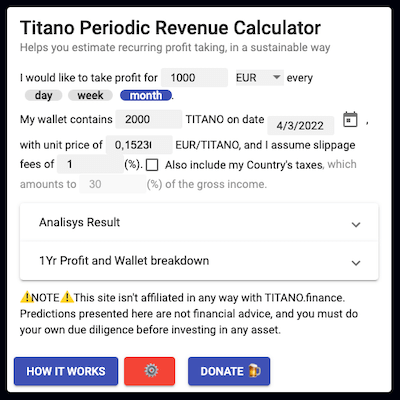 Titano Periodic Revenue Calculator
Helps you estimate recurring profit taking, in a sustainable way
I would like to take profit for 1000 EUR every
day week month.
My wallet contains 2000 TITANO on date 4/3/2022 ,
with unit price of 0,1523 EUR/TITANO, and I assume slippage
fees of 1 (%). Also include my Country's taxes, which
amounts to 30 (%) of the gross income.
Analisys Result
1Yr Profit and Wallet breakdown
⚠️NOTE⚠️This site isn't affiliated in any way with TITANO.finance.
Predictions presented here are not financial advice, and you must do
your own due diligence before investing in any asset.
HOW IT WORKS DONATE